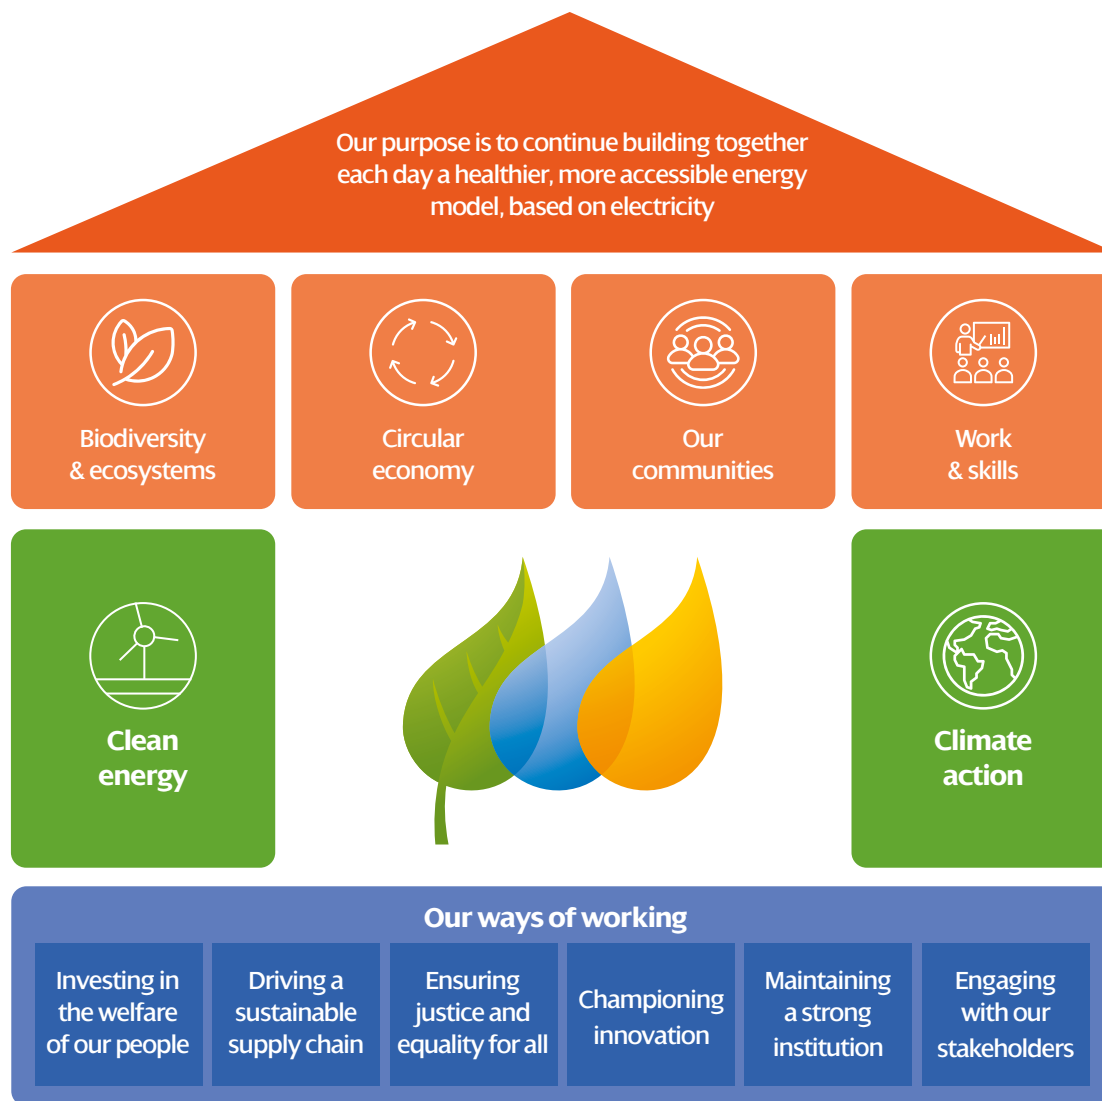 Our purpose is to continue building together
each day a healthier, more accessible energy
model, based on electricity
Biodiversity
& ecosystems
Circular
economy
Our
communities
Work
& skills
Clean
energy
Climate
action
Our ways of working
Investing in
the welfare
of our people
Driving a
sustainable
supply chain
Ensuring
justice and
equality for all
Championing
innovation
Maintaining
a strong
institution
Engaging
with our
stakeholders